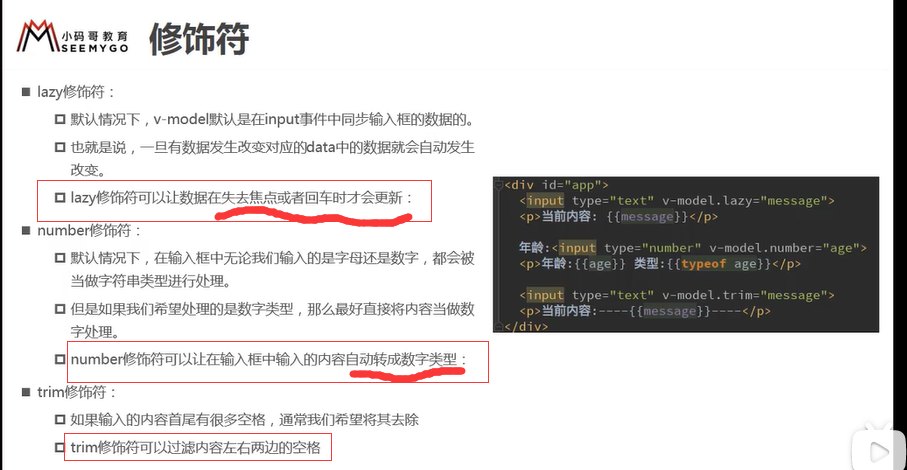 小码哥教育
SEEMYGO
修饰符
lazy修饰符：
默认情况下，v-model默认是在input事件中同步输入框的数据的。
也就是说，一旦有数据发生改变对应的data中的数据就会自动发生
改变。
lazy修饰符可以让数据在失去焦点或者回车时才会更新：
number修饰符：
默认情况下，在输入框中无论我们输入的是字母还是数字，都会被
当做字符串类型进行处理。
但是如果我们希望处理的是数字类型，那么最好直接将内容当做数
字处理。
number修饰符可以让在输入框中输入的内容自动转成数字类型：
trim修饰符：
如果输入的内容首尾有很多空格，通常我们希望将其去除
trim修饰符可以过滤内容左右两边的空格
<div id="app">
<input type="text" v-model.lazy="message">
<p>当前内容: {{message}}</p>
年龄:<input type="number" v-model.number="age">
<p>年龄:{{age}} 类型:{{typeof age}}</p>
<input type="text" v-model.trim="message">
<p>当前内容:----{{message}}----</p>
</div>